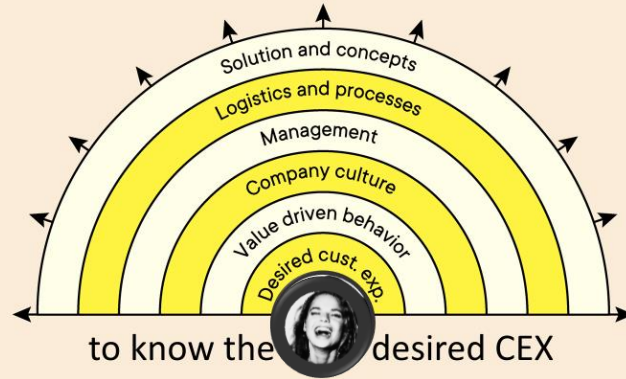 Solution and concepts
Logistics and processes
Management
Company culture
Value driven behavior
Desired cust. exp.
to know the desired CEX